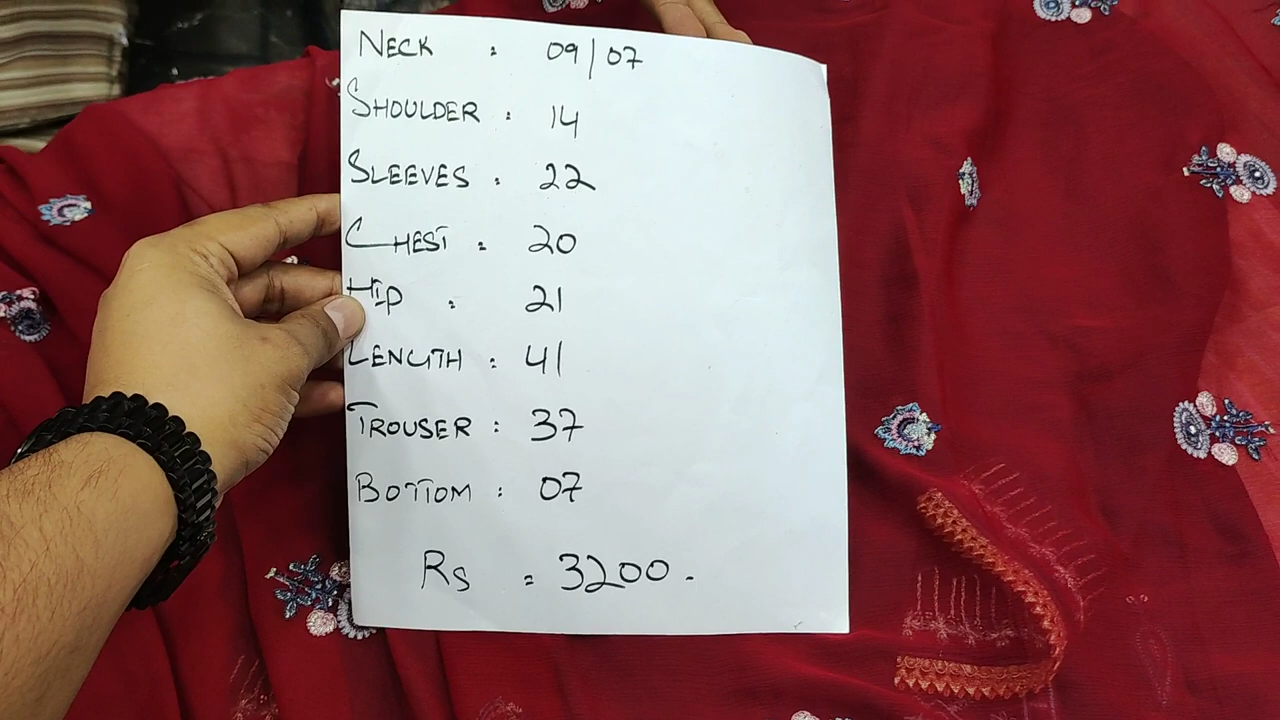 NECK : 09/07
SHOULDER : 14
SLEEVES : 22
CHEST : 20
HIP : 21
LENGTH : 41
TROUSER : 37
BOTTOM : 07
RS = 3200.